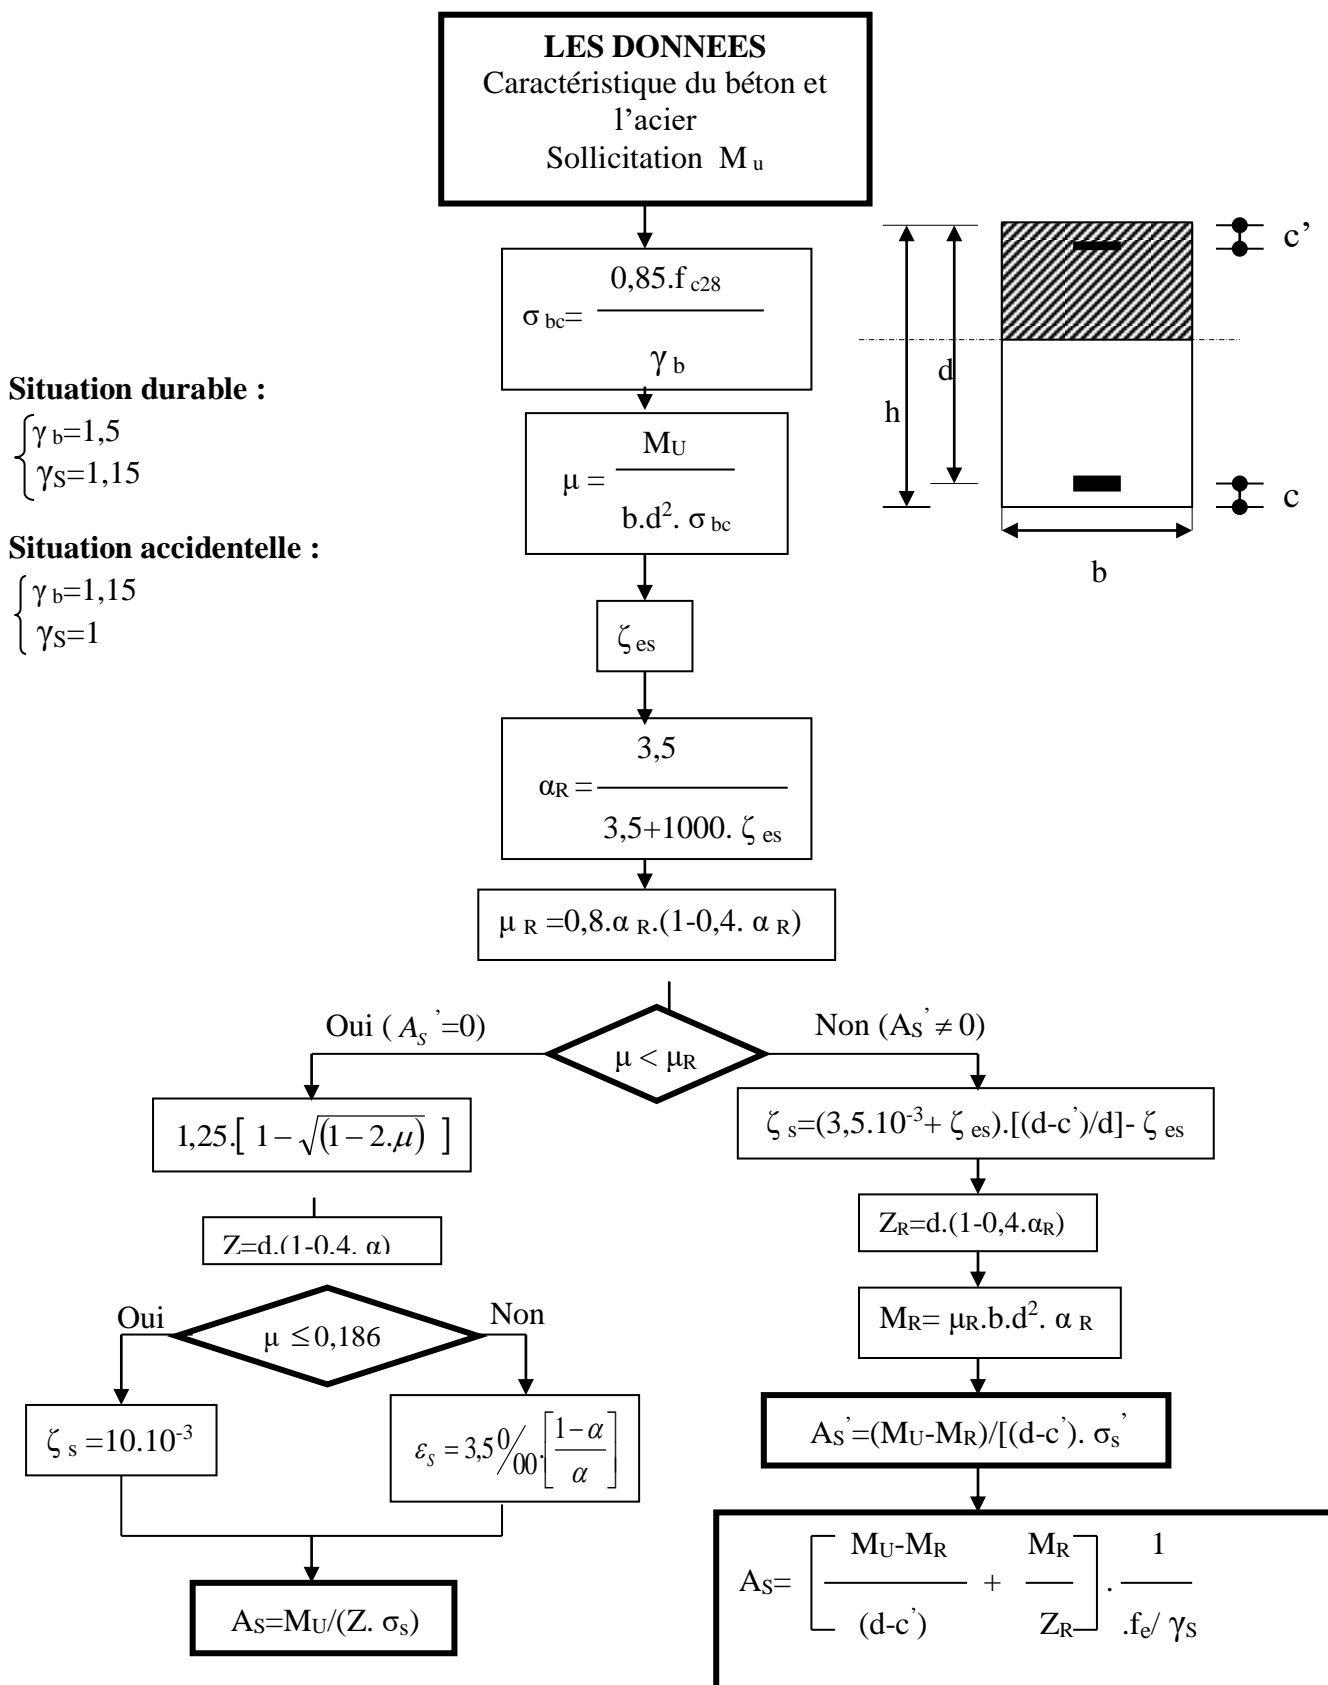 LES DONNEES
Caractéristique du béton et
l’acier
Sollicitation M u
σ bc= 0,85.f c28 / γ b
c’
d
h
c
b
Situation durable :
γ b=1,5
γS=1,15
Situation accidentelle :
γ b=1,15
γS=1
μ = MU / b.d². σ bc
ζ es
αR = 3,5 / 3,5+1000. ζ es
μ R =0,8.α R.(1-0,4. α R)
Oui ( As’=0)
μ < μR
Non (AS’ ≠ 0)
1,25.[ 1−√(1−2.μ) ]
Z=d.(1-0,4. α)
Oui
μ ≤ 0,186
Non
ζ s =10.10⁻³
εs = 3,5 0/00.[1−α / α]
AS=MU/(Z. σs)
ζ s=(3,5.10⁻³+ ζ es).[(d-c’)/d]- ζ es
ZR=d.(1-0,4.αR)
MR= μR.b.d². α R
AS’=(MU-MR)/[(d-c’). σs’
AS= [ MU-MR / (d-c’) + MR / ZR ] . 1 / .fe/ γS